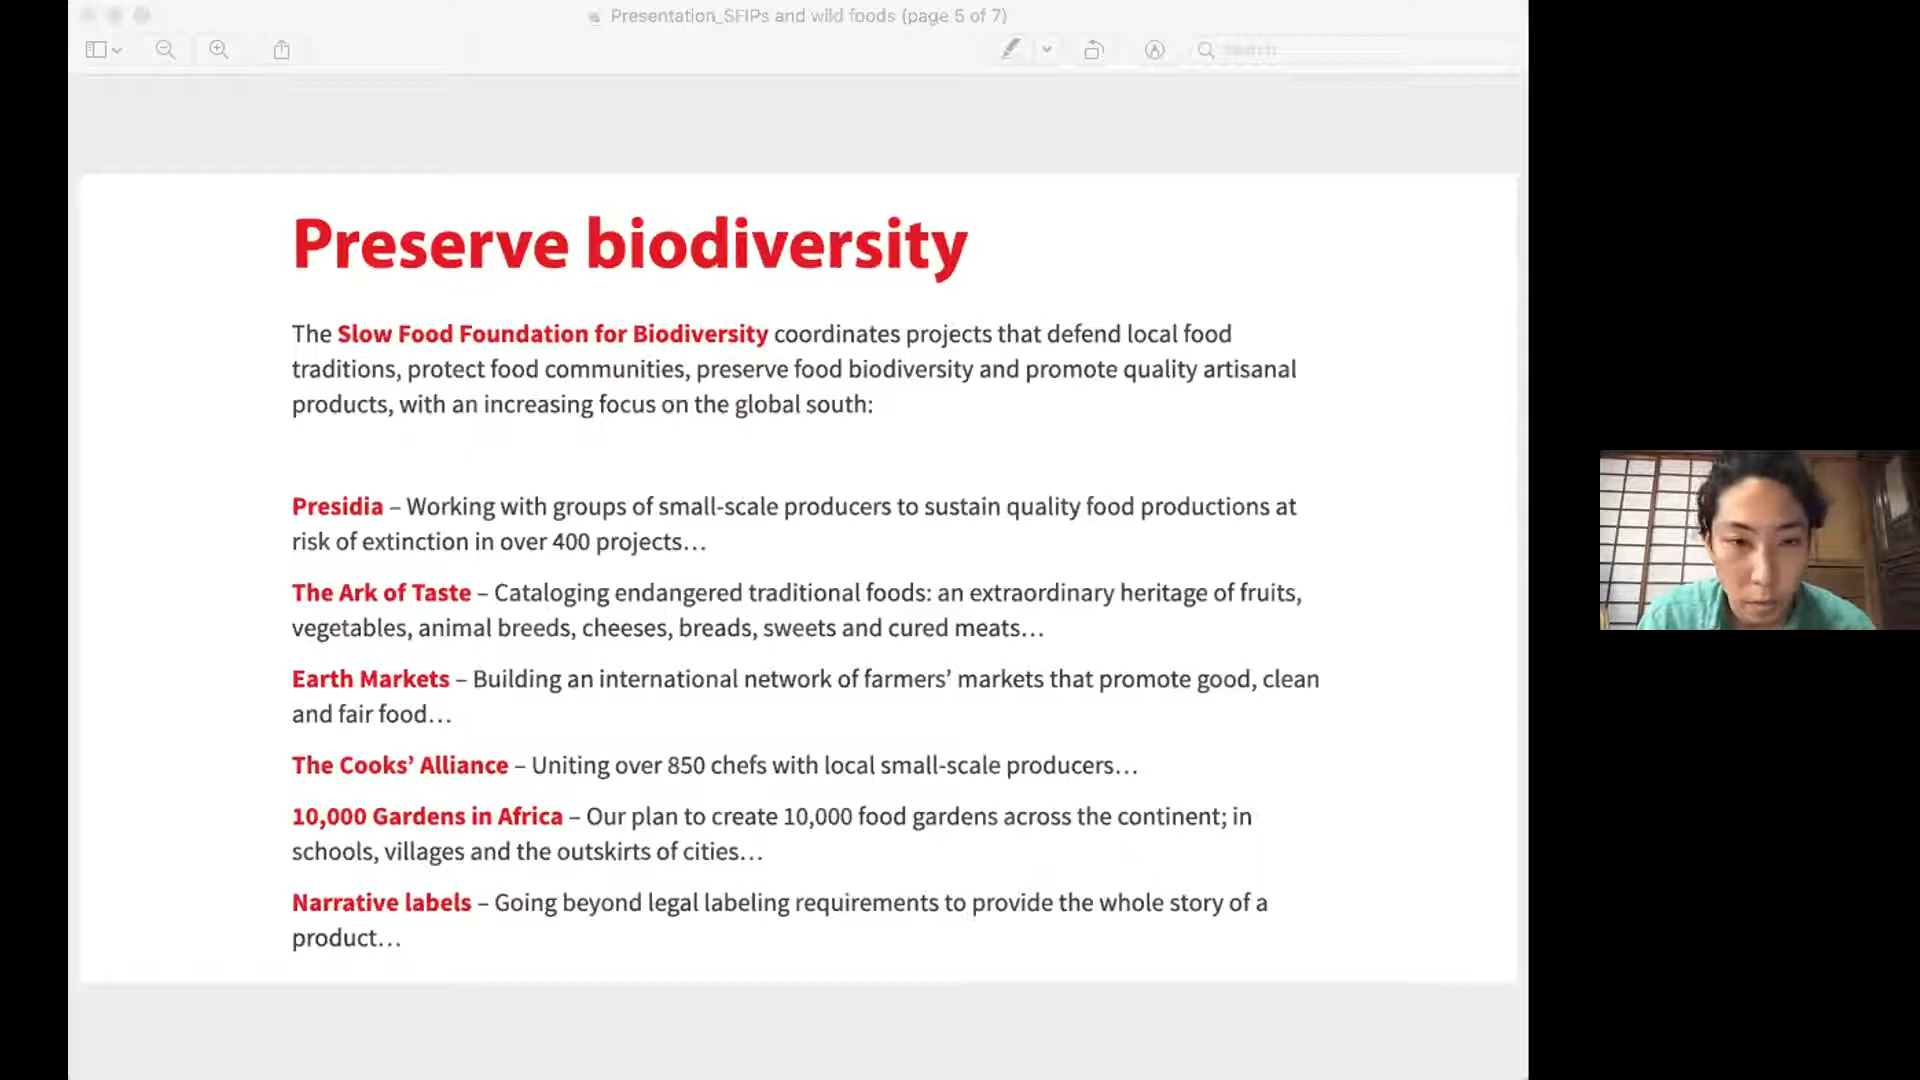 Presentation_SFIPs and wild foods (page 5 of 7)
Search
Preserve biodiversity
The Slow Food Foundation for Biodiversity coordinates projects that defend local food
traditions, protect food communities, preserve food biodiversity and promote quality artisanal
products, with an increasing focus on the global south:
Presidia – Working with groups of small-scale producers to sustain quality food productions at
risk of extinction in over 400 projects…
The Ark of Taste – Cataloging endangered traditional foods: an extraordinary heritage of fruits,
vegetables, animal breeds, cheeses, breads, sweets and cured meats…
Earth Markets – Building an international network of farmers’ markets that promote good, clean
and fair food…
The Cooks’ Alliance – Uniting over 850 chefs with local small-scale producers…
10,000 Gardens in Africa – Our plan to create 10,000 food gardens across the continent; in
schools, villages and the outskirts of cities…
Narrative labels – Going beyond legal labeling requirements to provide the whole story of a
product…